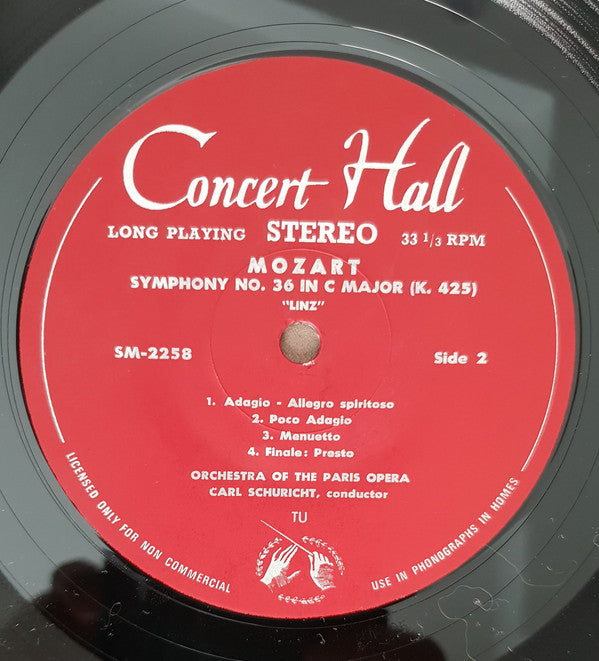 Concert Hall
LONG PLAYING STEREO 33 1/3 RPM
MOZART
SYMPHONY NO. 36 IN C MAJOR (K. 425)
"LINZ"
SM-2258 Side 2
1. Adagio - Allegro spiritoso
2. Poco Adagio
3. Menuetto
4. Finale: Presto
ORCHESTRA OF THE PARIS OPERA
CARL SCHURICHT, conductor
TU
LICENSED ONLY FOR NON COMMERCIAL USE IN PHONOGRAPHS IN HOMES